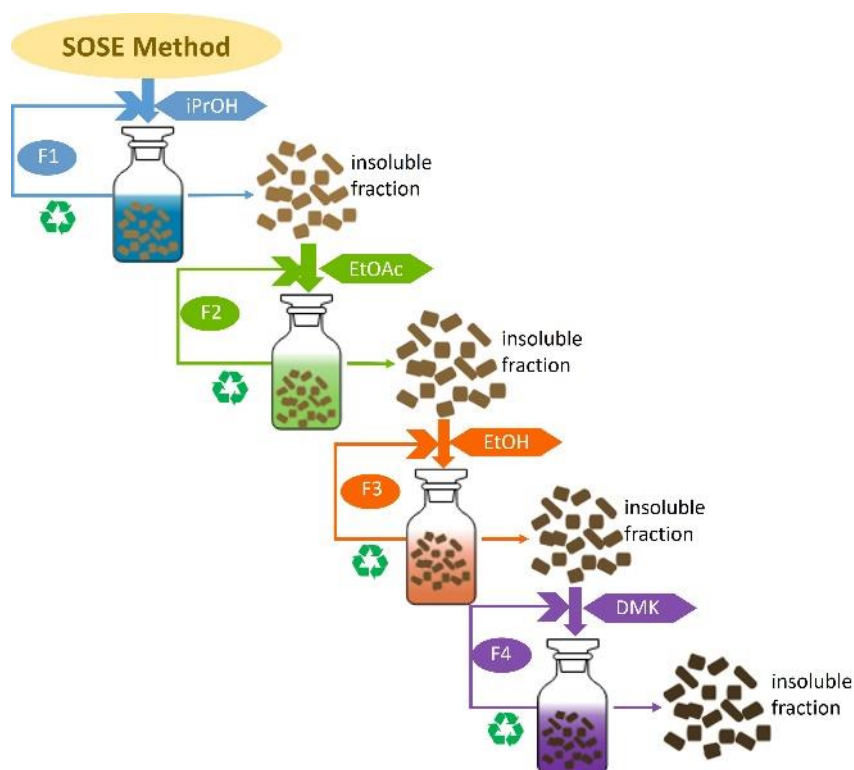 SOSE Method
iPrOH
F1
insoluble
fraction
EtOAc
F2
insoluble
fraction
EtOH
F3
insoluble
fraction
DMK
F4
insoluble
fraction